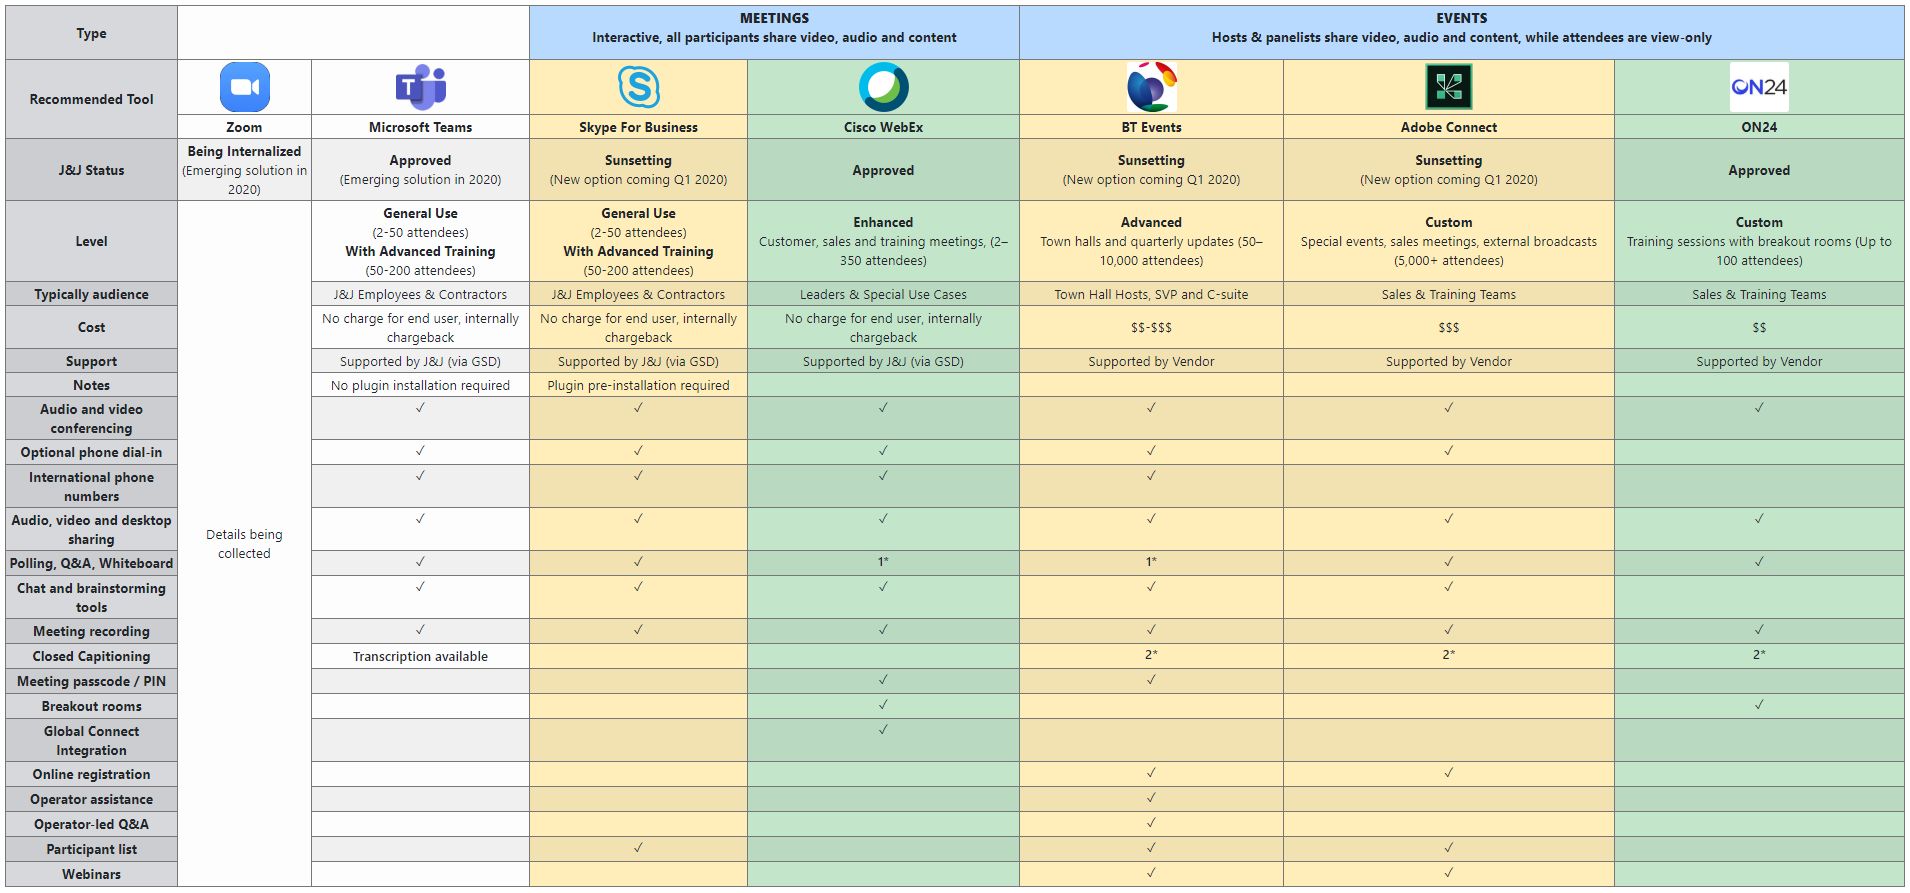 Type
MEETINGS
Interactive, all participants share video, audio and content
EVENTS
Hosts & panelists share video, audio and content, while attendees are view-only
Recommended Tool
T
S
ON24
Zoom
Microsoft Teams
Skype For Business
Cisco WebEx
BT Events
Adobe Connect
ON24
J&J Status
Being Internalized
(Emerging solution in
2020)
Approved
(Emerging solution in 2020)
Sunsetting
(New option coming Q1 2020)
Approved
Sunsetting
(New option coming Q1 2020)
Sunsetting
(New option coming Q1 2020)
Approved
Level
Details being
collected
General Use
(2-50 attendees)
With Advanced Training
(50-200 attendees)
General Use
(2-50 attendees)
With Advanced Training
(50-200 attendees)
Enhanced
Customer, sales and training meetings, (2–
350 attendees)
Advanced
Town halls and quarterly updates (50–
10,000 attendees)
Custom
Special events, sales meetings, external broadcasts
(5,000+ attendees)
Custom
Training sessions with breakout rooms (Up to
100 attendees)
Typically audience
J&J Employees & Contractors
J&J Employees & Contractors
Leaders & Special Use Cases
Town Hall Hosts, SVP and C-suite
Sales & Training Teams
Sales & Training Teams
Cost
No charge for end user, internally
chargeback
No charge for end user, internally
chargeback
No charge for end user, internally
chargeback
$$-$$$
$$$
$$
Support
Supported by J&J (via GSD)
Supported by J&J (via GSD)
Supported by J&J (via GSD)
Supported by Vendor
Supported by Vendor
Supported by Vendor
Notes
No plugin installation required
Plugin pre-installation required
Audio and video
conferencing
✓ ✓ ✓ ✓ ✓ ✓
Optional phone dial-in
✓ ✓ ✓ ✓ ✓
International phone
numbers
✓ ✓ ✓ ✓
Audio, video and desktop
sharing
✓ ✓ ✓ ✓ ✓ ✓
Polling, Q&A, Whiteboard
✓ ✓ 1* 1* ✓ ✓
Chat and brainstorming
tools
✓ ✓ ✓ ✓ ✓
Meeting recording
✓ ✓ ✓ ✓ ✓ ✓
Closed Capitioning
Transcription available
2* 2* 2*
Meeting passcode / PIN
✓ ✓
Breakout rooms
✓ ✓
Global Connect
Integration
✓
Online registration
✓ ✓
Operator assistance
✓
Operator-led Q&A
✓
Participant list
✓ ✓ ✓
Webinars
✓ ✓